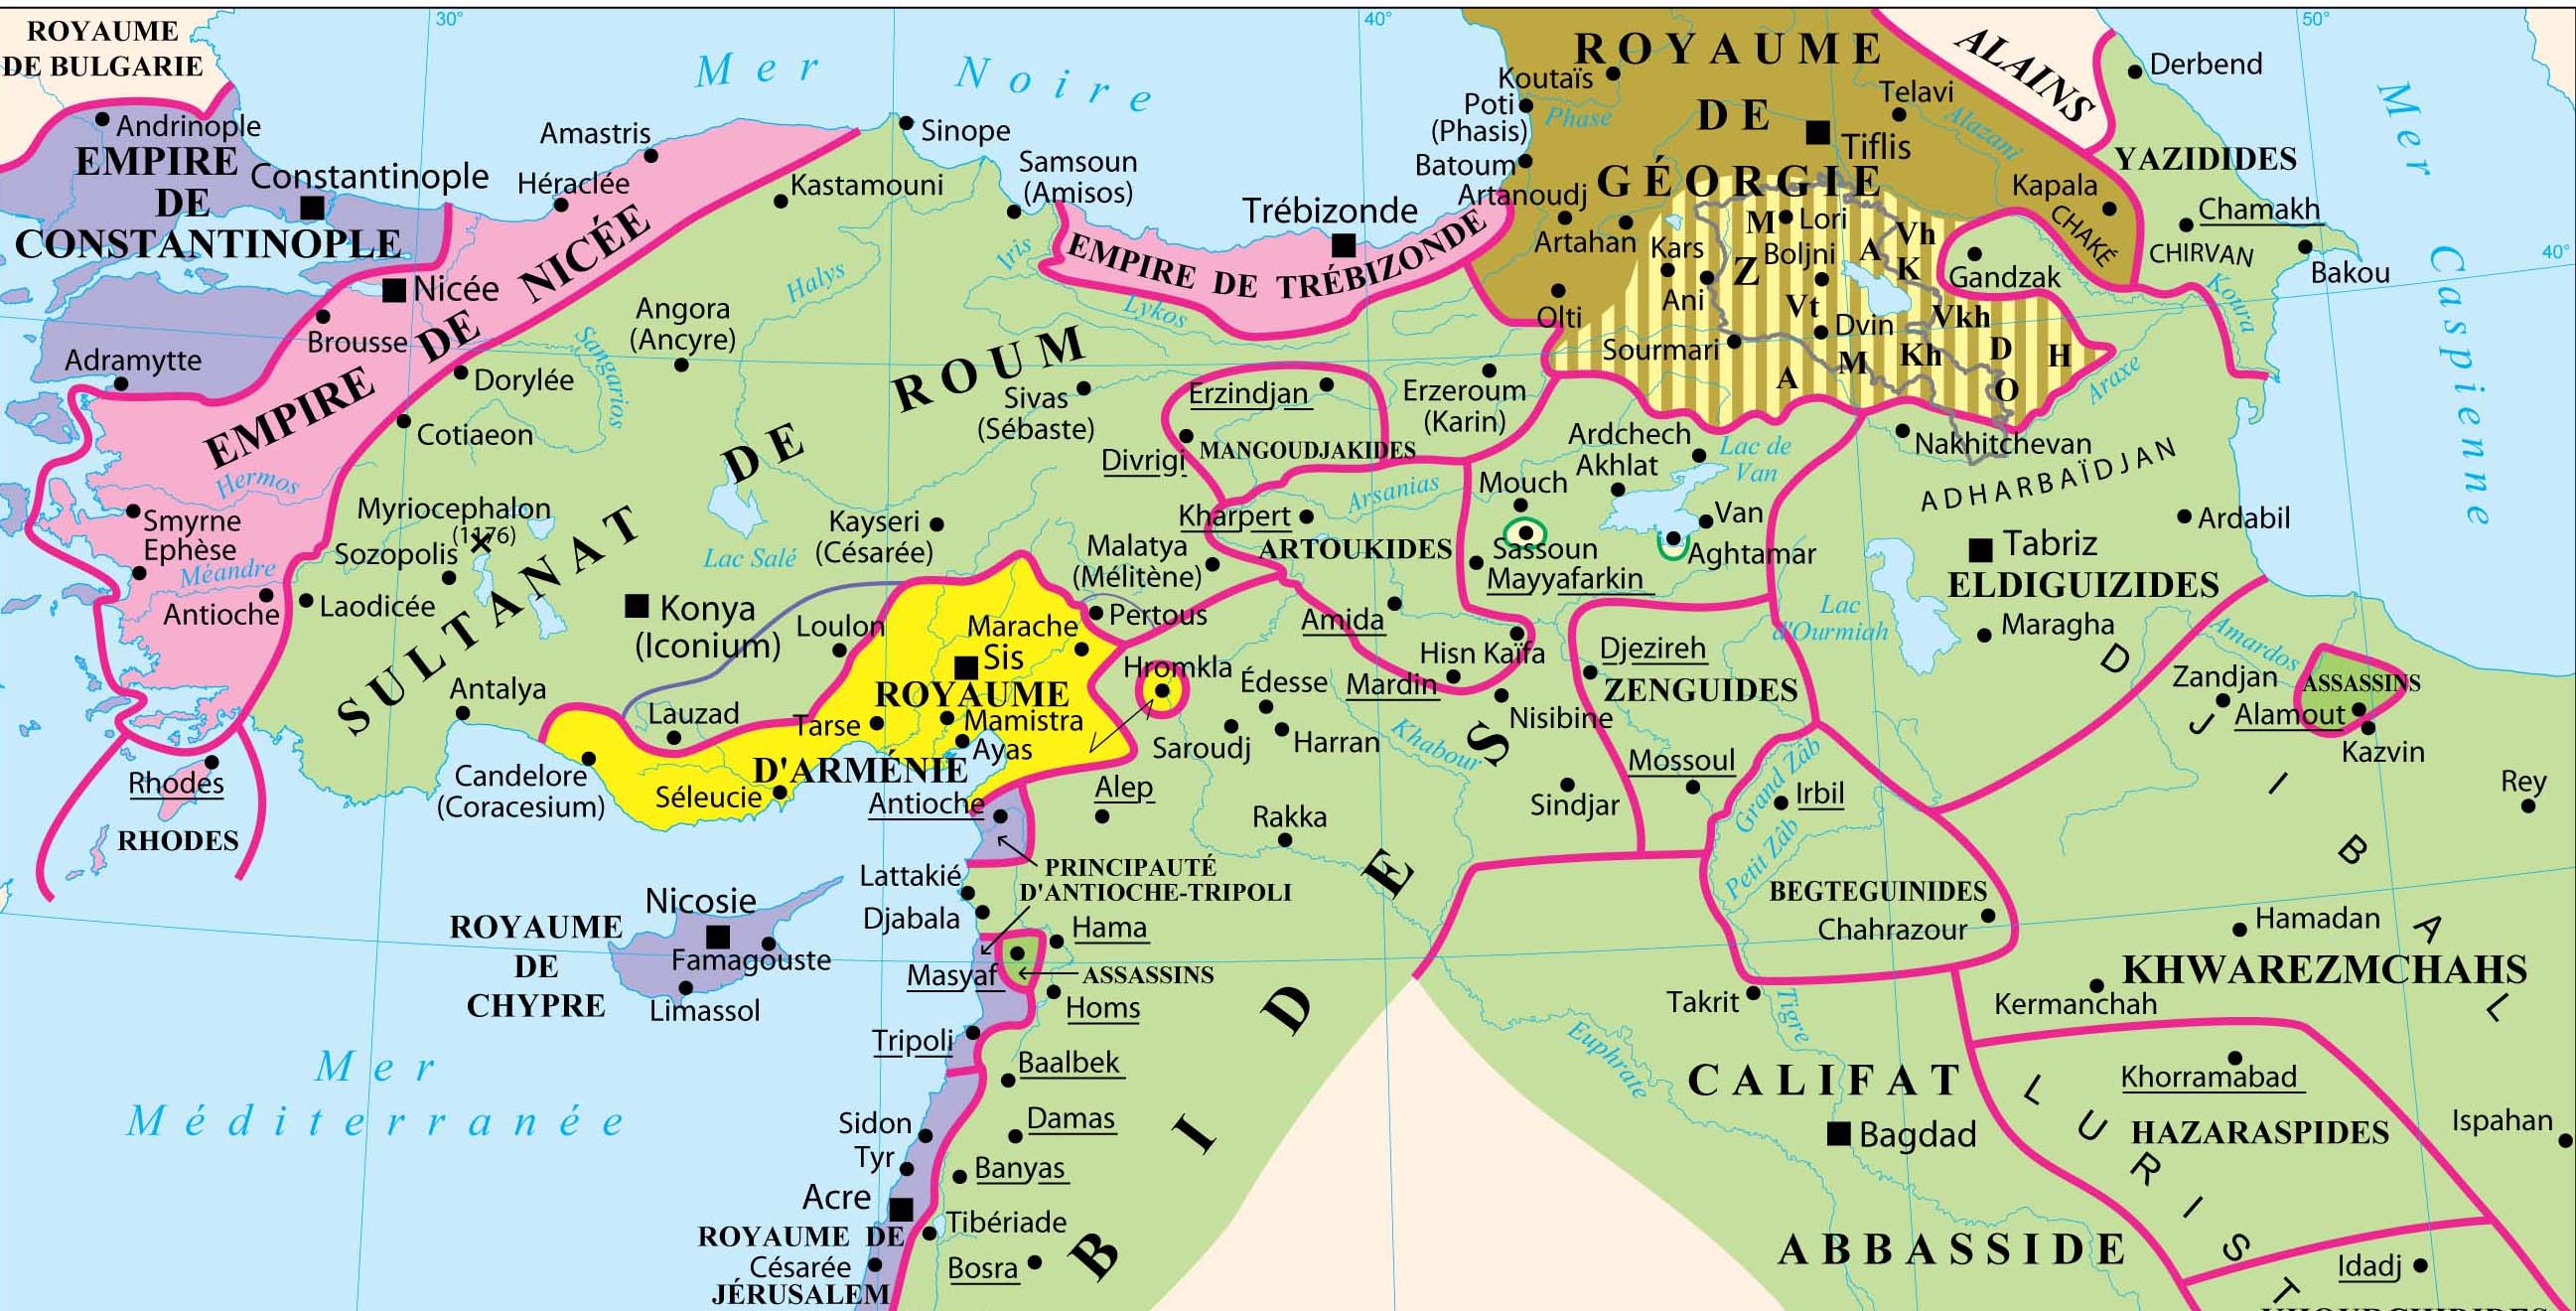 30°
40°
50°
40°
ROYAUME
DE BULGARIE
Mer Noire
Mer Caspienne
ROYAUME
DE
GÉORGIE
ALAINS
Derbend
Koutaïs
Poti
(Phasis)
Phase
Telavi
Alazani
Tiflis
Batoum
Artanoudj
Artahan
YAZIDIDES
Kapala
CHAKÉ
Chamakh
CHIRVAN
Bakou
Koura
Andrinople
EMPIRE
DE
CONSTANTINOPLE
Constantinople
Amastris
Héraclée
Sinope
Samsoun
(Amisos)
Kastamouni
Trébizonde
EMPIRE DE TRÉBIZONDE
Nicée
EMPIRE DE NICÉE
Brousse
Adramytte
Dorylée
Cotiaeon
Sangarios
Angora
(Ancyre)
Halys
Iris
Lykos
Kars
Ani
Olti
Sourmari
M
Lori
Boljni
Z
A
Vh
K
Vt
Dvin
Vkh
M
Kh
D
H
A
O
Gandzak
Araxe
Nakhitchevan
ADHARBAÏDJAN
Ardabil
Tabriz
ELDIGUIZIDES
Maragha
SULTANAT DE ROUM
Sivas
(Sébaste)
Erzindjan
Divrigi
MANGOUDJAKIDES
Erzeroum
(Karin)
Ardchech
Akhlat
Lac de
Van
Mouch
Van
Sassoun
Aghtamar
Mayyafarkin
Kharpert
Arsanias
ARTOUKIDES
Amida
Hisn Kaïfa
Mardin
Nisibine
Djezireh
ZENGUIDES
Lac
d'Ourmiah
Hermos
Smyrne
Ephèse
Méandre
Antioche
Laodicée
Myriocephalon
(1176)
Sozopolis
Lac Salé
Kayseri
(Césarée)
Malatya
(Mélitène)
Konya
(Iconium)
Loulon
Marache
Pertous
Sis
ROYAUME
D'ARMÉNIE
Hromkla
Édesse
Saroudj
Harran
Khabour
Antalya
Lauzad
Tarse
Mamistra
Ayas
Candelore
(Coracesium)
Séleucie
Antioche
Alep
Rakka
Sindjar
Mossoul
Grand Zâb
Petit Zâb
Irbil
Rhodes
RHODES
Amardos
Zandjan
ASSASSINS
Alamout
Kazvin
Rey
DJIBAL
Lattakié
Djabala
PRINCIPAUTÉ
D'ANTIOCHE-TRIPOLI
Nicosie
ROYAUME
DE
CHYPRE
Famagouste
Limassol
Hama
Masyaf
ASSASSINS
Homs
BEGTEGUINIDES
Chahrazour
Hamadan
KHWAREZMCHAHS
Kermanchah
Takrit
Tigre
Euphrate
Mer
Méditerranée
Tripoli
Baalbek
CALIFAT
Bagdad
ABBASSIDE
Khorramabad
HAZARASPIDES
Ispahan
LURIST
Idadj
Sidon
Damas
Tyr
Banyas
Acre
ROYAUME DE
JÉRUSALEM
Césarée
Tibériade
Bosra
BIDES